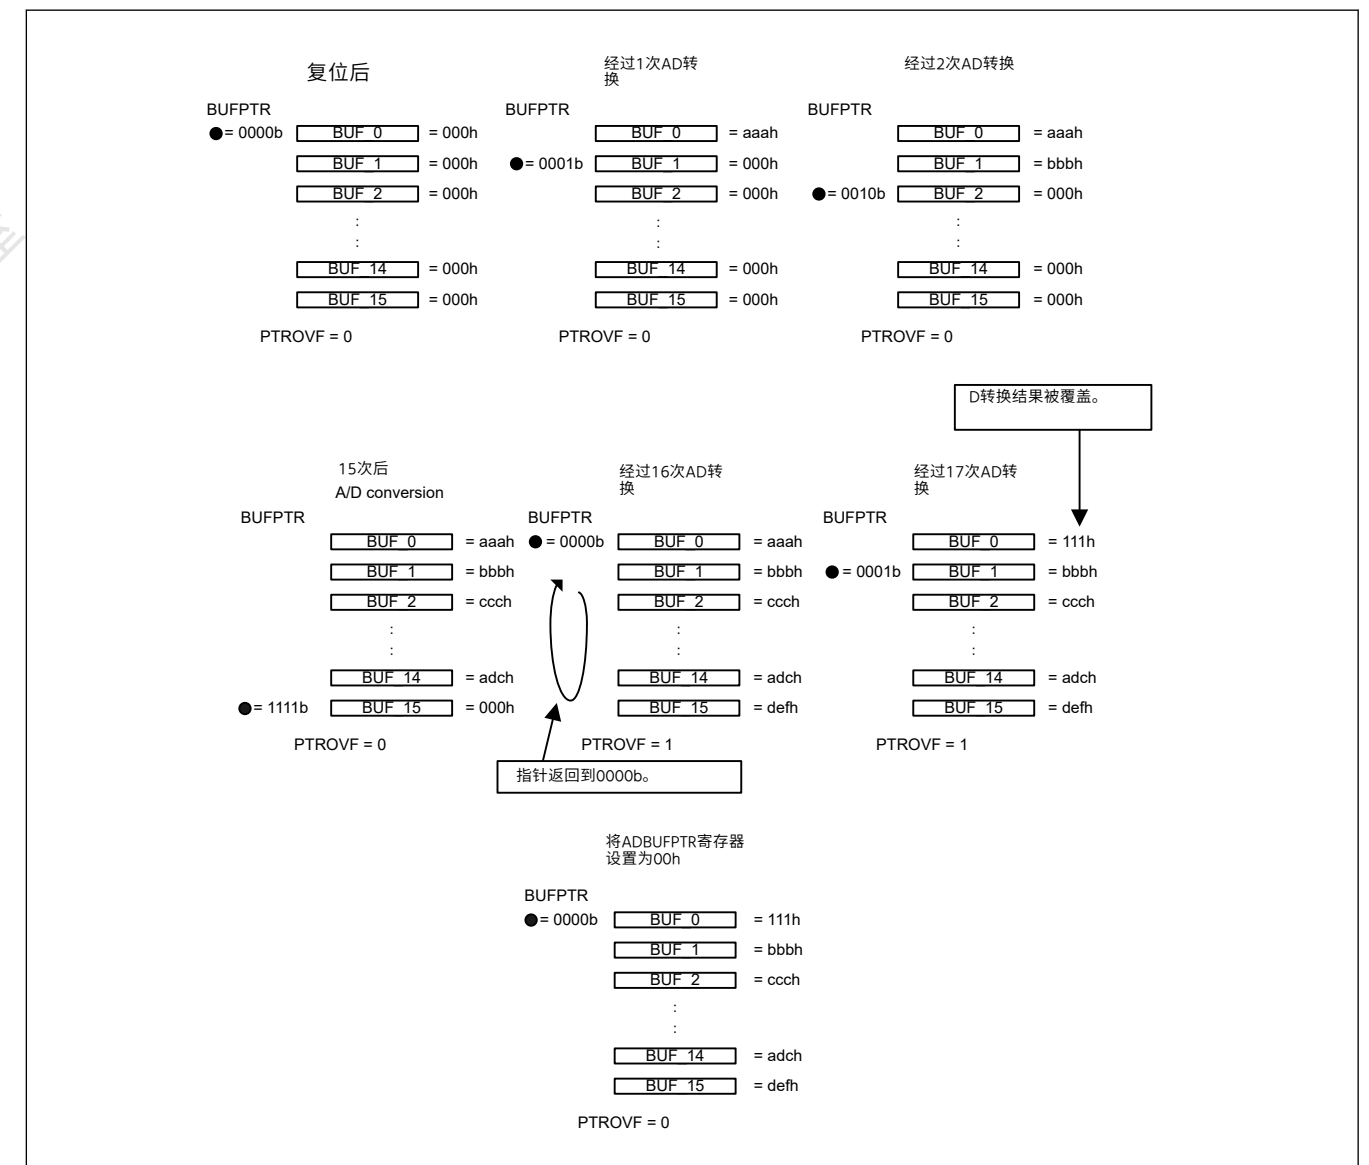 复位后
BUFPTR
= 0000b BUF_0 = 000h
BUF_1 = 000h
BUF_2 = 000h
:
:
BUF_14 = 000h
BUF_15 = 000h
PTROVF = 0
经过1次AD转
换
BUFPTR
BUF_0 = aaah
= 0001b BUF_1 = 000h
BUF_2 = 000h
:
:
BUF_14 = 000h
BUF_15 = 000h
PTROVF = 0
经过2次AD转换
BUFPTR
BUF_0 = aaah
BUF_1 = bbbh
= 0010b BUF_2 = 000h
:
:
BUF_14 = 000h
BUF_15 = 000h
PTROVF = 0
D转换结果被覆盖。
15次后
A/D conversion
BUFPTR
BUF_0 = aaah
BUF_1 = bbbh
BUF_2 = ccch
:
:
BUF_14 = adch
= 1111b BUF_15 = 000h
PTROVF = 0
经过16次AD转
换
BUFPTR
= 0000b BUF_0 = aaah
BUF_1 = bbbh
BUF_2 = ccch
:
:
BUF_14 = adch
BUF_15 = defh
PTROVF = 1
指针返回到0000b。
经过17次AD转
换
BUFPTR
BUF_0 = 111h
= 0001b BUF_1 = bbbh
BUF_2 = ccch
:
:
BUF_14 = adch
BUF_15 = defh
PTROVF = 1
将ADBUFPTR寄存器
设置为00h
BUFPTR
= 0000b BUF_0 = 111h
BUF_1 = bbbh
BUF_2 = ccch
:
:
BUF_14 = adch
BUF_15 = defh
PTROVF = 0